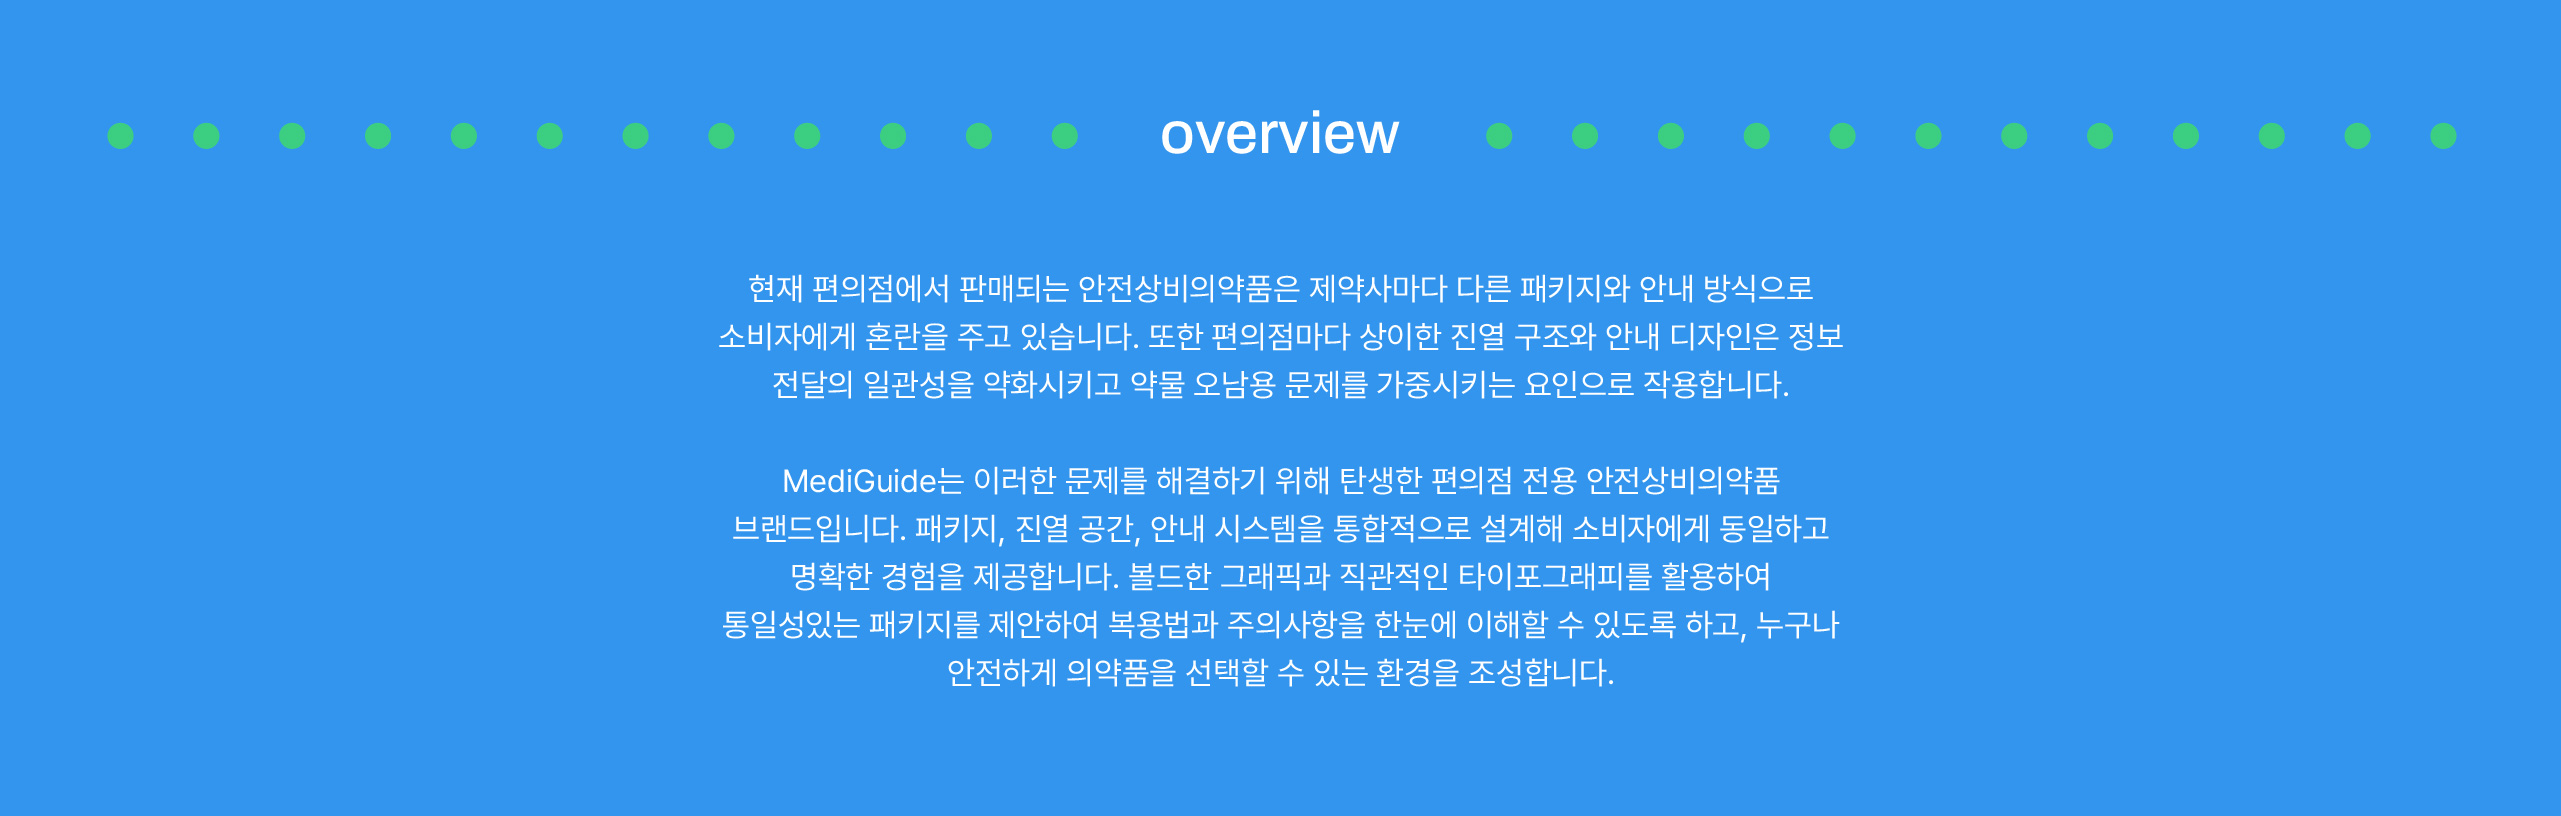 overview
현재 편의점에서 판매되는 안전상비의약품은 제약사마다 다른 패키지와 안내 방식으로
소비자에게 혼란을 주고 있습니다. 또한 편의점마다 상이한 진열 구조와 안내 디자인은 정보
전달의 일관성을 약화시키고 약물 오남용 문제를 가중시키는 요인으로 작용합니다.
MediGuide는 이러한 문제를 해결하기 위해 탄생한 편의점 전용 안전상비의약품
브랜드입니다. 패키지, 진열 공간, 안내 시스템을 통합적으로 설계해 소비자에게 동일하고
명확한 경험을 제공합니다. 볼드한 그래픽과 직관적인 타이포그래피를 활용하여
통일성있는 패키지를 제안하여 복용법과 주의사항을 한눈에 이해할 수 있도록 하고, 누구나
안전하게 의약품을 선택할 수 있는 환경을 조성합니다.